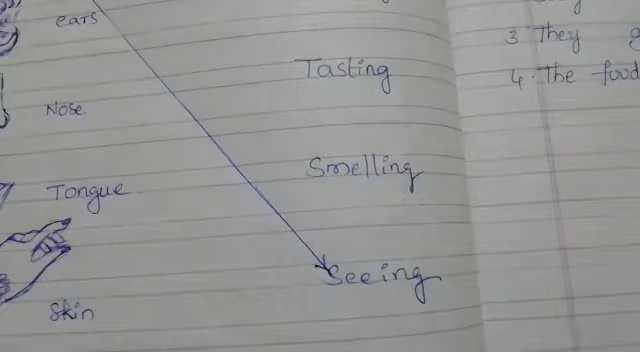 ears
Tasting
Nose
Smelling
Tongue
Seeing
Skin
3 They
4. The food